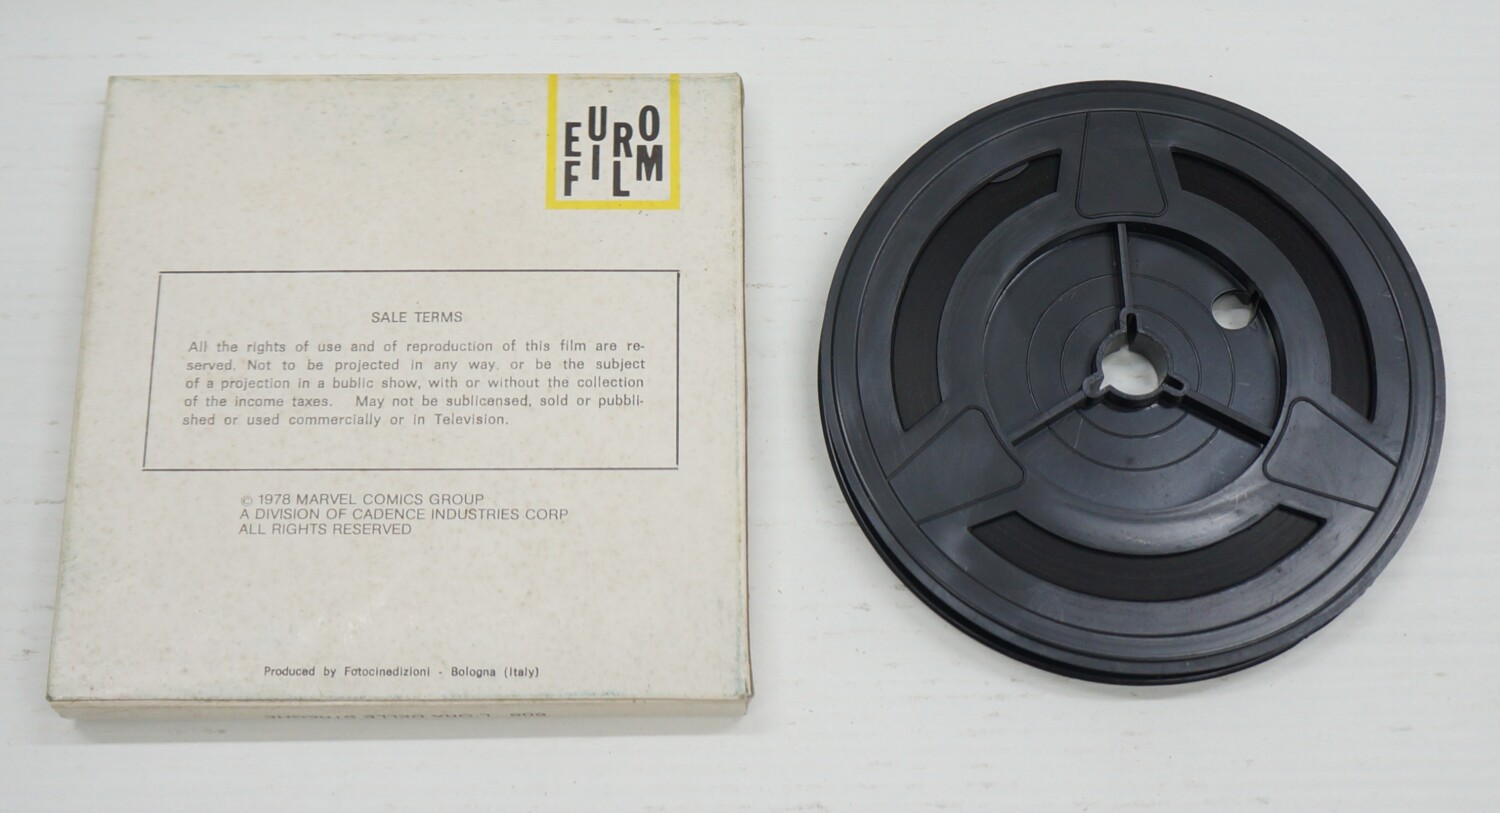 EURO
FILM
SALE TERMS
All the rights of use and of reproduction of this film are re-
served. Not to be projected in any way. or be the subject
of a projection in a bublic show, with or without the collection
of the income taxes. May not be sublicensed, sold or pubbli-
shed or used commercially or in Television.
© 1978 MARVEL COMICS GROUP
A DIVISION OF CADENCE INDUSTRIES CORP
ALL RIGHTS RESERVED
Produced by Fotocinedizioni - Bologna (Italy)